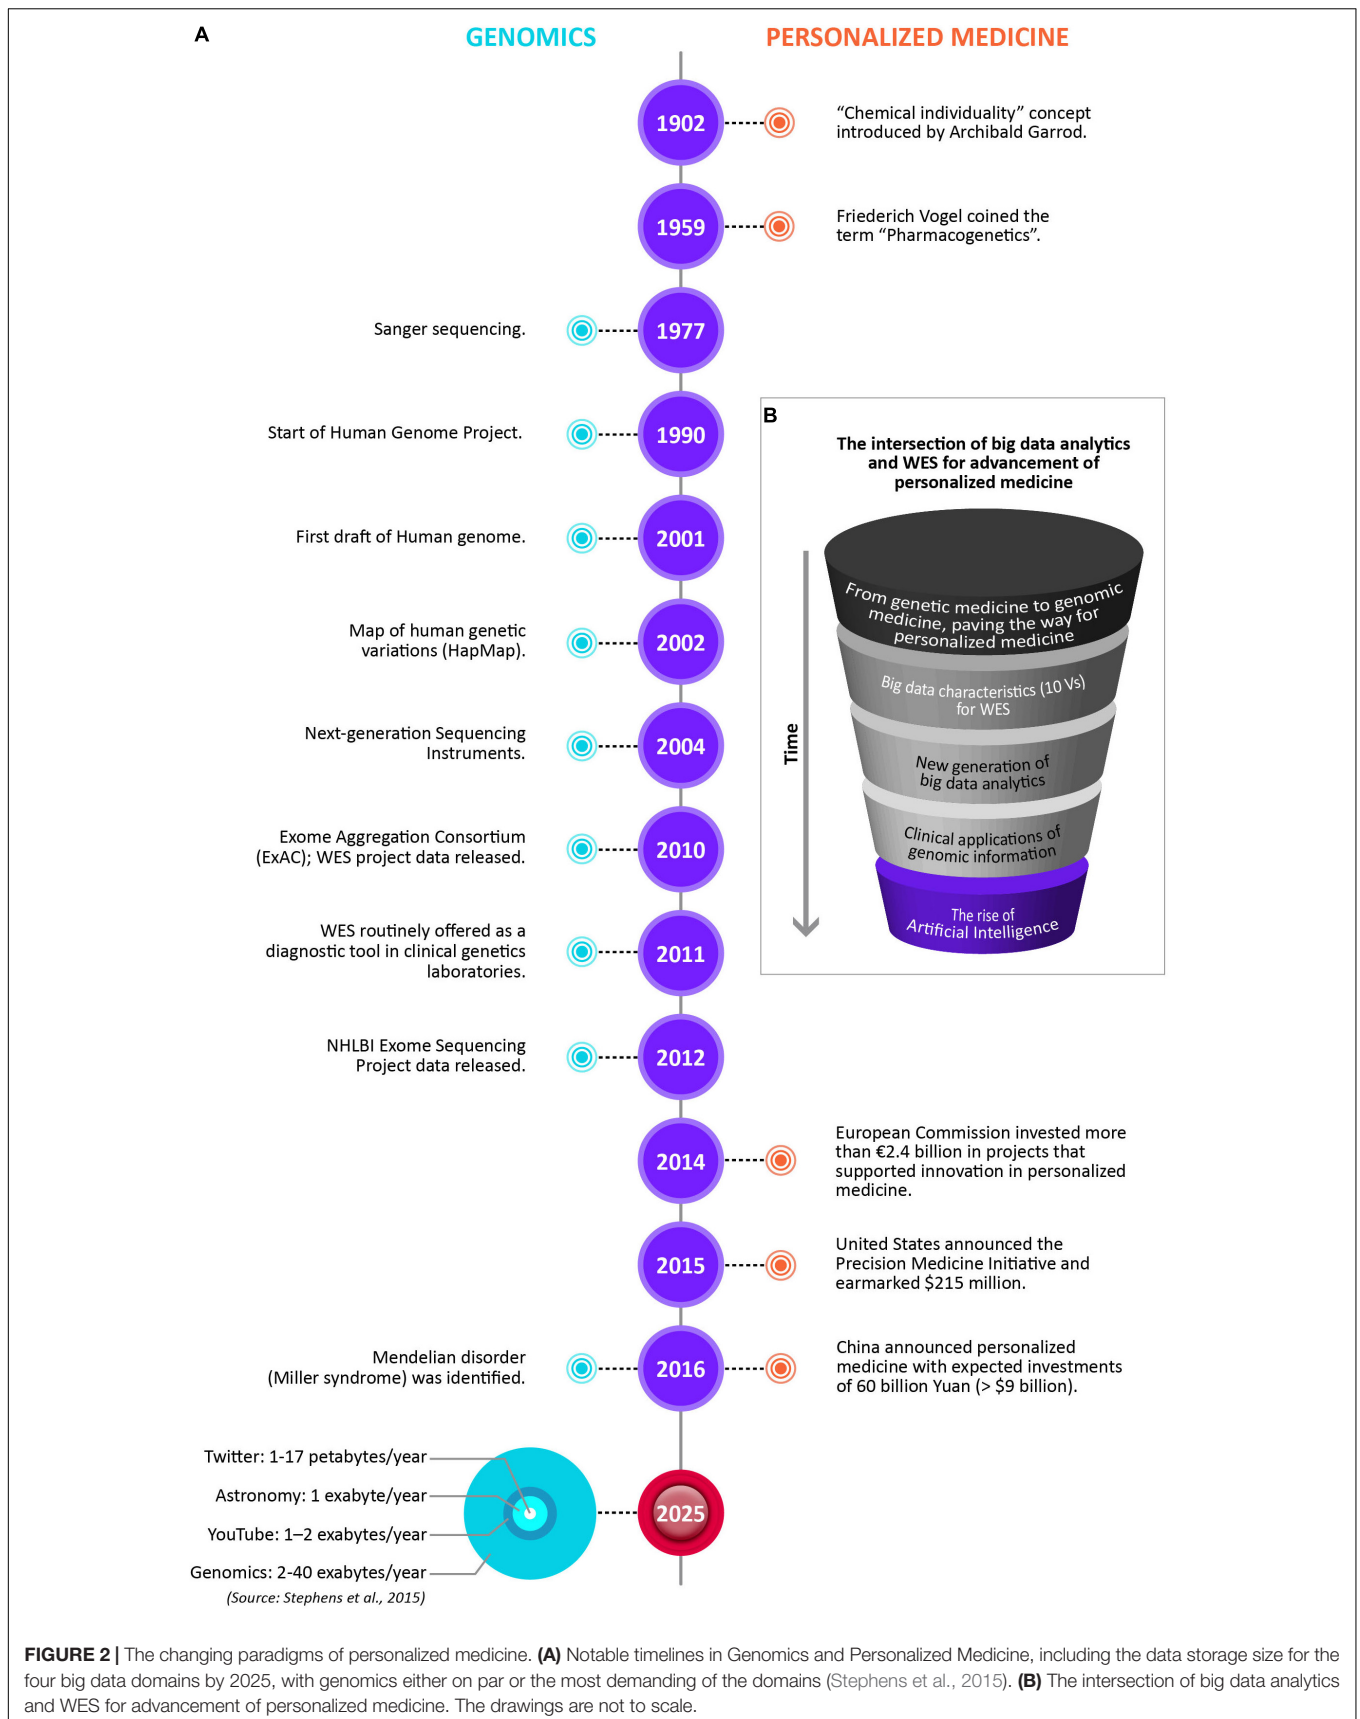 A
GENOMICS
PERSONALIZED MEDICINE
1902
“Chemical individuality” concept
introduced by Archibald Garrod.
1959
Friederich Vogel coined the
term “Pharmacogenetics”.
Sanger sequencing.
1977
Start of Human Genome Project.
1990
First draft of Human genome.
2001
Map of human genetic
variations (HapMap).
2002
Next-generation Sequencing
Instruments.
2004
Exome Aggregation Consortium
(ExAC); WES project data released.
2010
WES routinely offered as a
diagnostic tool in clinical genetics
laboratories.
2011
NHLBI Exome Sequencing
Project data released.
2012
2014
European Commission invested more
than €2.4 billion in projects that
supported innovation in personalized
medicine.
2015
United States announced the
Precision Medicine Initiative and
earmarked $215 million.
Mendelian disorder
(Miller syndrome) was identified.
2016
China announced personalized
medicine with expected investments
of 60 billion Yuan (> $9 billion).
Twitter: 1-17 petabytes/year
Astronomy: 1 exabyte/year
YouTube: 1–2 exabytes/year
Genomics: 2-40 exabytes/year
(Source: Stephens et al., 2015)
2025
B
The intersection of big data analytics
and WES for advancement of
personalized medicine
Time
From genetic medicine to genomic
medicine, paving the way for
personalized medicine
Big data characteristics (10 Vs)
for WES
New generation of
big data analytics
Clinical applications of
genomic information
The rise of
Artificial Intelligence
FIGURE 2 | The changing paradigms of personalized medicine. (A) Notable timelines in Genomics and Personalized Medicine, including the data storage size for the
four big data domains by 2025, with genomics either on par or the most demanding of the domains (Stephens et al., 2015). (B) The intersection of big data analytics
and WES for advancement of personalized medicine. The drawings are not to scale.